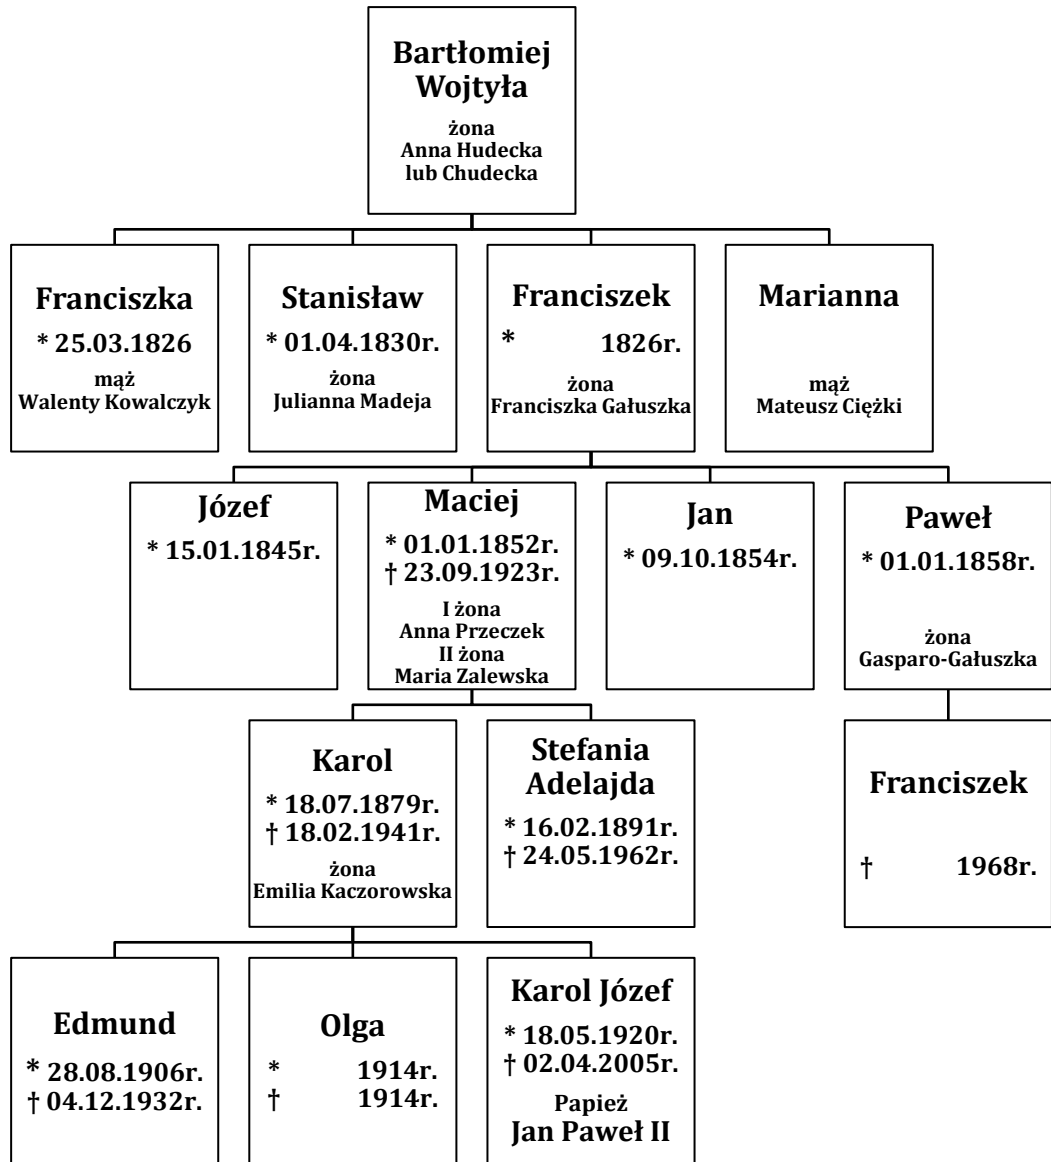 Bartłomiej
Wojtyła
żona
Anna Hudecka
lub Chudecka
Franciszka
* 25.03.1826
mąż
Walenty Kowalczyk
Stanisław
* 01.04.1830r.
żona
Julianna Madeja
Franciszek
* 1826r.
żona
Franciszka Gałuszka
Marianna
mąż
Mateusz Ciężki
Józef
* 15.01.1845r.
Maciej
* 01.01.1852r.
† 23.09.1923r.
I żona
Anna Przeczek
II żona
Maria Zalewska
Jan
* 09.10.1854r.
Paweł
* 01.01.1858r.
żona
Gasparo-Gałuszka
Karol
* 18.07.1879r.
† 18.02.1941r.
żona
Emilia Kaczorowska
Stefania
Adelajda
* 16.02.1891r.
† 24.05.1962r.
Franciszek
† 1968r.
Edmund
* 28.08.1906r.
† 04.12.1932r.
Olga
* 1914r.
† 1914r.
Karol Józef
* 18.05.1920r.
† 02.04.2005r.
Papież
Jan Paweł II